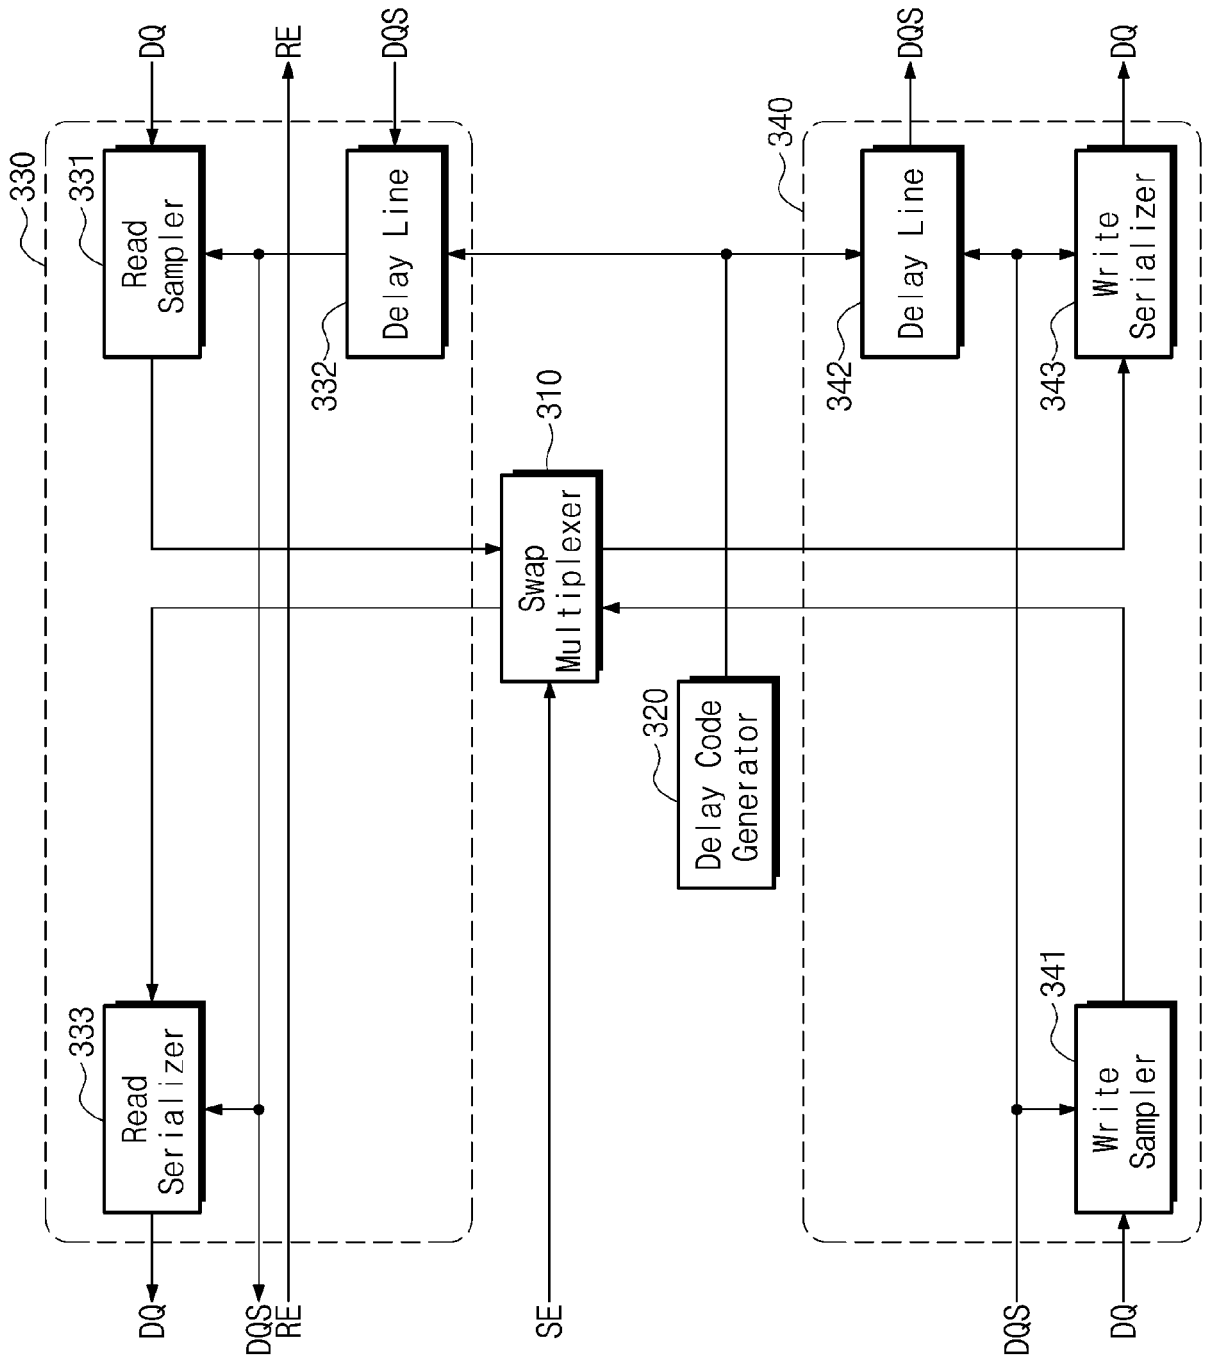 330
DQ
DQS
RE
333
Read
Serializer
331
Read
Sampler
DQ
RE
332
Delay Line
DQS
SE
310
Swap
Multiplexer
320
Delay Code
Generator
340
342
Delay Line
DQS
DQS
DQ
341
Write
Sampler
343
Write
Serializer
DQ